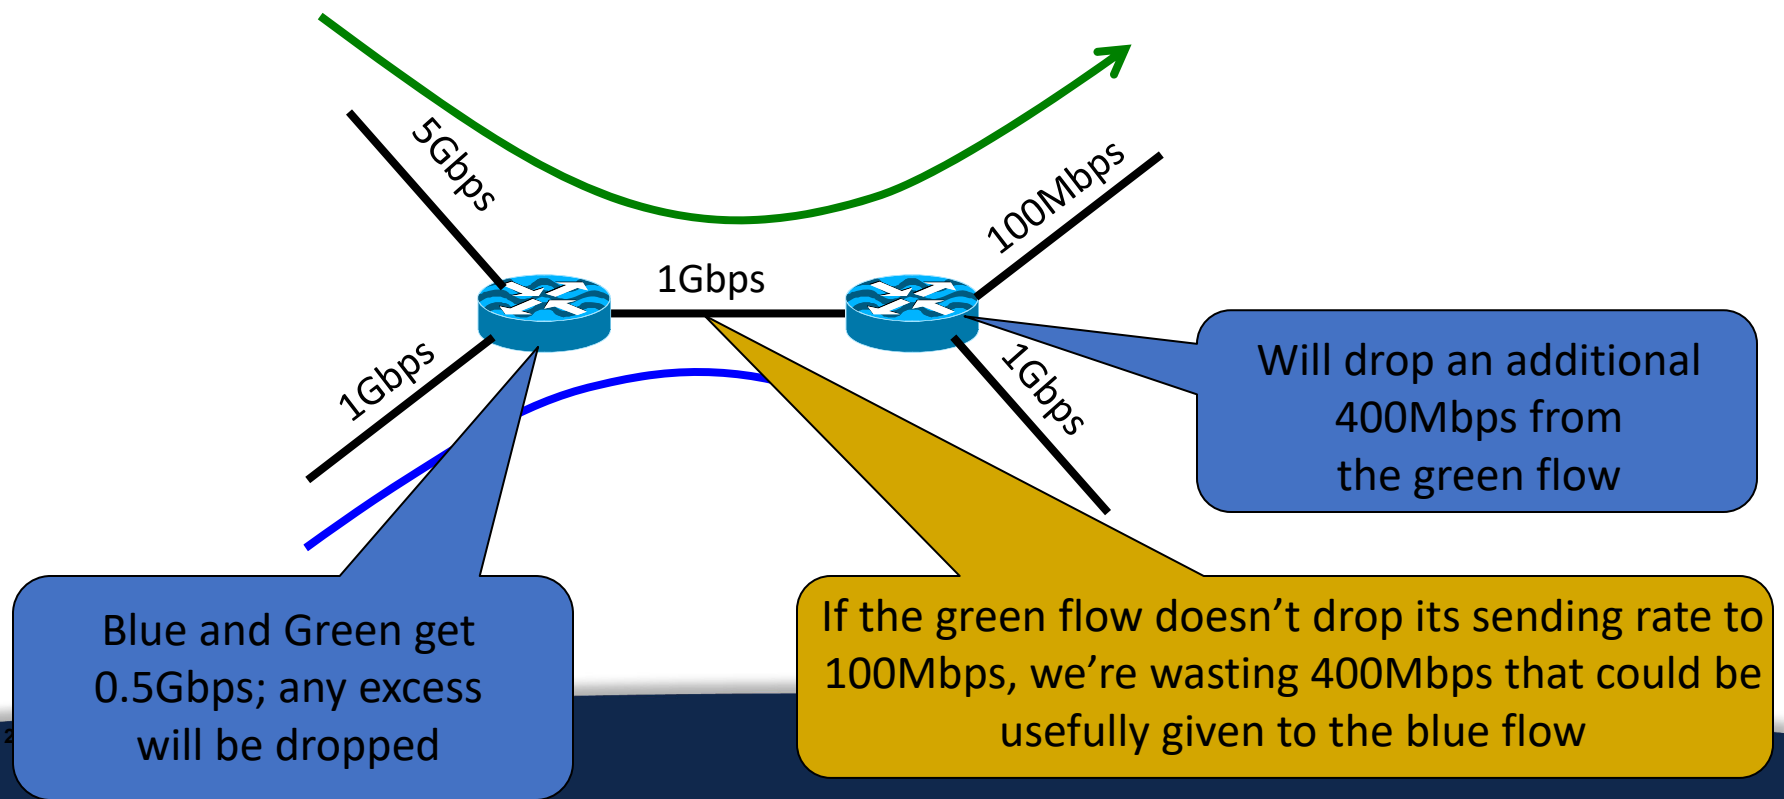 5Gbps
100Mbps
1Gbps
1Gbps
1Gbps
Will drop an additional
400Mbps from
the green flow
Blue and Green get
0.5Gbps; any excess
will be dropped
If the green flow doesn’t drop its sending rate to
100Mbps, we’re wasting 400Mbps that could be
usefully given to the blue flow